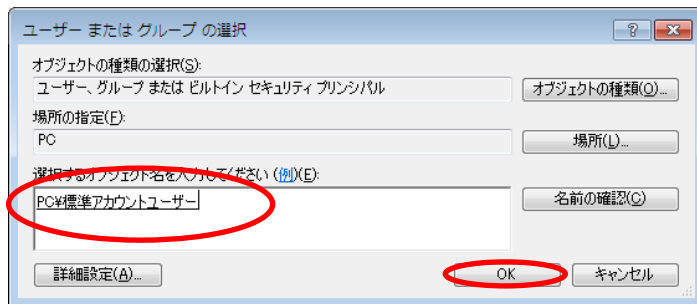 ユーザー または グループ の選択
オブジェクトの種類の選択(S):
ユーザー、グループ または ビルトイン セキュリティ プリンシパル
オブジェクトの種類(O)...
場所の指定(F):
PC
場所(L)...
選択するオブジェクト名を入力してください (例)(E):
PC¥標準アカウントユーザー
名前の確認(C)
詳細設定(A)...
OK
キャンセル